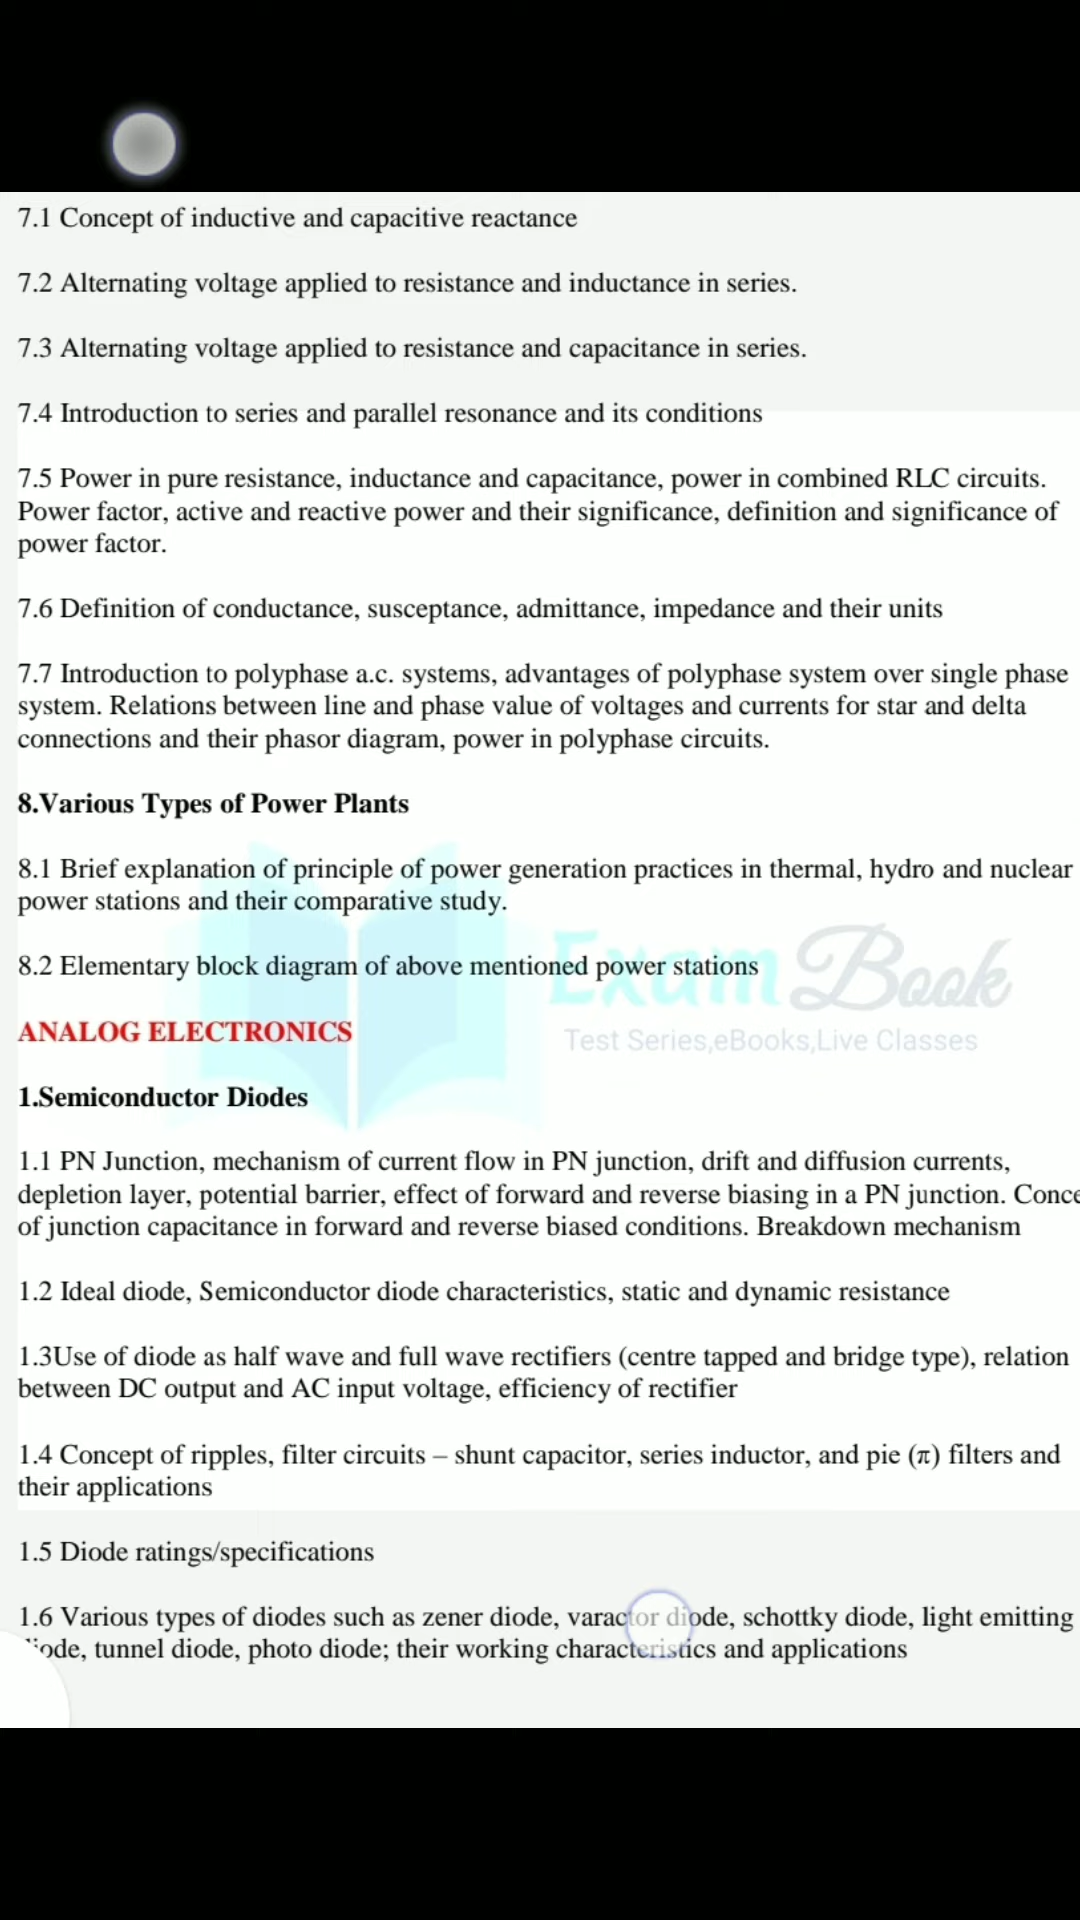 7.1 Concept of inductive and capacitive reactance
7.2 Alternating voltage applied to resistance and inductance in series.
7.3 Alternating voltage applied to resistance and capacitance in series.
7.4 Introduction to series and parallel resonance and its conditions
7.5 Power in pure resistance, inductance and capacitance, power in combined RLC circuits.
Power factor, active and reactive power and their significance, definition and significance of
power factor.
7.6 Definition of conductance, susceptance, admittance, impedance and their units
7.7 Introduction to polyphase a.c. systems, advantages of polyphase system over single phase
system. Relations between line and phase value of voltages and currents for star and delta
connections and their phasor diagram, power in polyphase circuits.
8.Various Types of Power Plants
8.1 Brief explanation of principle of power generation practices in thermal, hydro and nuclear
power stations and their comparative study.
8.2 Elementary block diagram of above mentioned power stations
Exam Book
Test Series,eBooks,Live Classes
ANALOG ELECTRONICS
1.Semiconductor Diodes
1.1 PN Junction, mechanism of current flow in PN junction, drift and diffusion currents,
depletion layer, potential barrier, effect of forward and reverse biasing in a PN junction. Conce
of junction capacitance in forward and reverse biased conditions. Breakdown mechanism
1.2 Ideal diode, Semiconductor diode characteristics, static and dynamic resistance
1.3Use of diode as half wave and full wave rectifiers (centre tapped and bridge type), relation
between DC output and AC input voltage, efficiency of rectifier
1.4 Concept of ripples, filter circuits – shunt capacitor, series inductor, and pie (π) filters and
their applications
1.5 Diode ratings/specifications
1.6 Various types of diodes such as zener diode, varactor diode, schottky diode, light emitting
diode, tunnel diode, photo diode; their working characteristics and applications